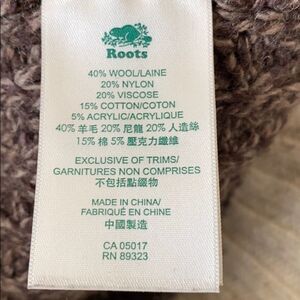 Roots
40% WOOL/LAINE
20% NYLON
20% VISCOSE
15% COTTON/COTON
5% ACRYLIC/ACRYLIQUE
40% 羊毛 20% 尼龍 20% 人造絲
15% 棉 5% 壓克力纖維
EXCLUSIVE OF TRIMS/
GARNITURES NON COMPRISES
不包括點綴物
MADE IN CHINA/
FABRIQUÉ EN CHINE
中國製造
CA 05017
RN 89323